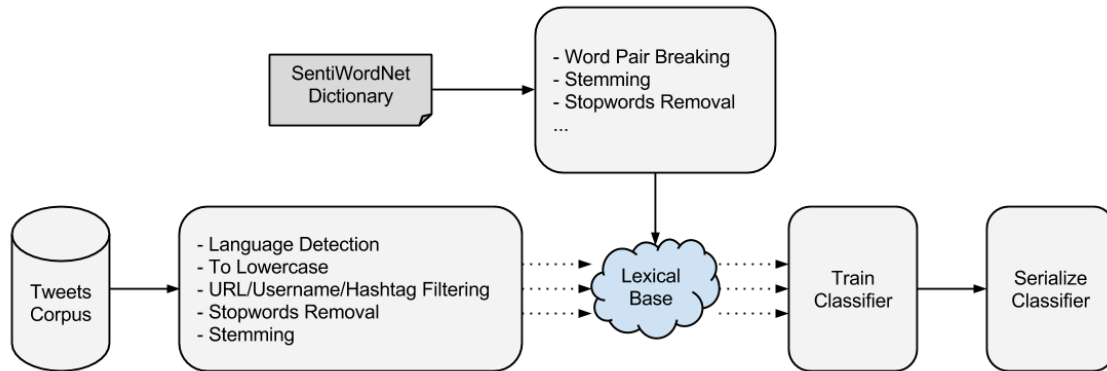 SentiWordNet
Dictionary
- Word Pair Breaking
- Stemming
- Stopwords Removal
...
Tweets
Corpus
- Language Detection
- To Lowercase
- URL/Username/Hashtag Filtering
- Stopwords Removal
- Stemming
Lexical
Base
Train
Classifier
Serialize
Classifier